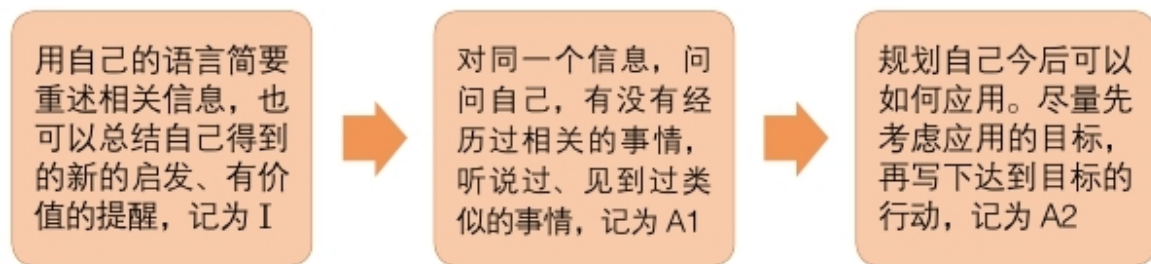 用自己的语言简要
重述相关信息，也
可以总结自己得到
的新的启发、有价
值的提醒，记为 I
对同一个信息，问
问自己，有没有经
历过相关的事情，
听说过、见到过类
似的事情，记为 A1
规划自己今后可以
如何应用。尽量先
考虑应用的目标，
再写下达到目标的
行动，记为 A2